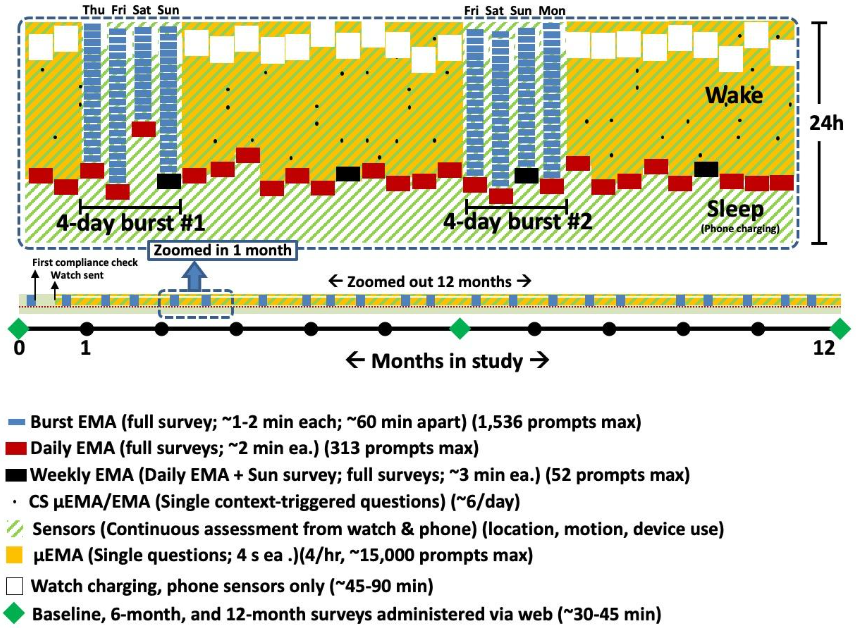 Thu Fri Sat Sun Fri Sat Sun Mon
Wake
24h
4-day burst #1 4-day burst #2
Sleep
(Phone charging)
Zoomed in 1 month
First compliance check
Watch sent
← Zoomed out 12 months →
0 1 12
← Months in study →
Burst EMA (full survey; ~1-2 min each; ~60 min apart) (1,536 prompts max)
Daily EMA (full surveys; ~2 min ea.) (313 prompts max)
Weekly EMA (Daily EMA + Sun survey; full surveys; ~3 min ea.) (52 prompts max)
CS µEMA/EMA (Single context-triggered questions) (~6/day)
Sensors (Continuous assessment from watch & phone) (location, motion, device use)
µEMA (Single questions; 4 s ea .)(4/hr, ~15,000 prompts max)
Watch charging, phone sensors only (~45-90 min)
Baseline, 6-month, and 12-month surveys administered via web (~30-45 min)